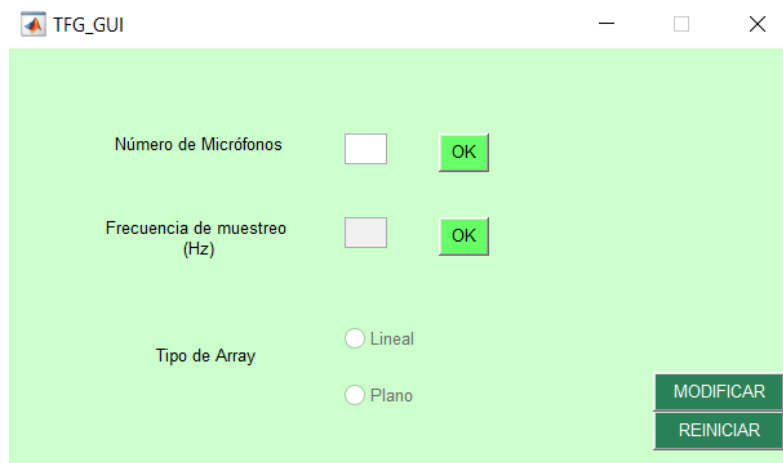 TFG_GUI
Número de Micrófonos
OK
Frecuencia de muestreo
(Hz)
OK
Tipo de Array
Lineal
Plano
MODIFICAR
REINICIAR